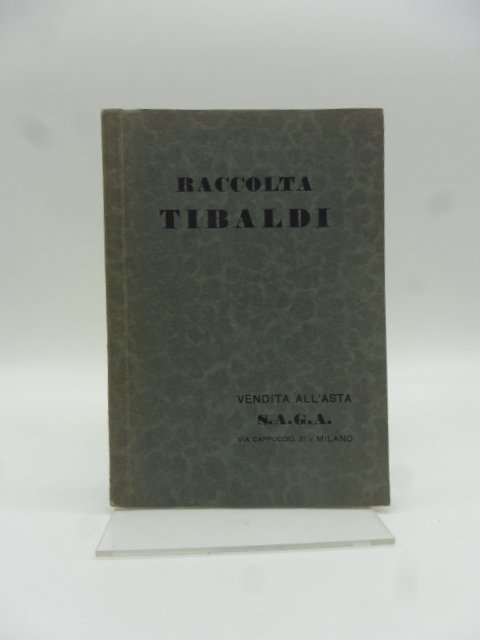 RACCOLTA
TIBALDI
VENDITA ALL'ASTA
S.A.G.A.
VIA CAPPUCCIO, 21 - MILANO